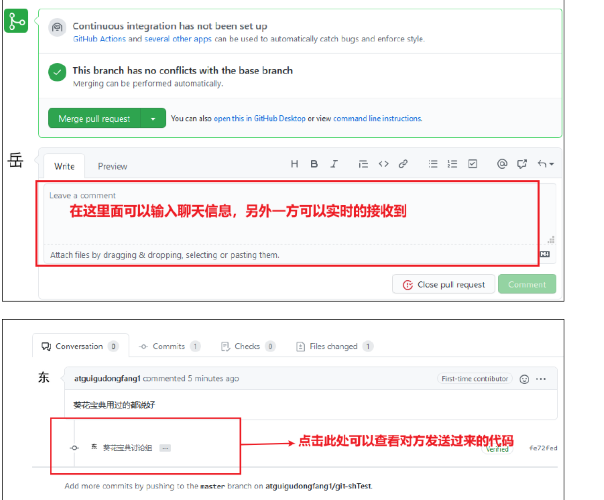 Continuous integration has not been set up
GitHub Actions and several other apps can be used to automatically catch bugs and enforce style.
This branch has no conflicts with the base branch
Merging can be performed automatically.
Merge pull request
You can also open this in GitHub Desktop or view command line instructions.
岳
Write Preview
Leave a comment
在这里面可以输入聊天信息，另外一方可以实时的接收到
Attach files by dragging & dropping, selecting or pasting them.
Close pull request Comment
Conversation 0 Commits 1 Checks 0 Files changed 1
东
atguigudongfang1 commented 5 minutes ago First-time contributor
葵花宝典用过的都说好
点击此处可以查看对方发送过来的代码
东 葵花宝典讨论组 Verified fe72fed
Add more commits by pushing to the master branch on atguigudongfang1/git-shTest.